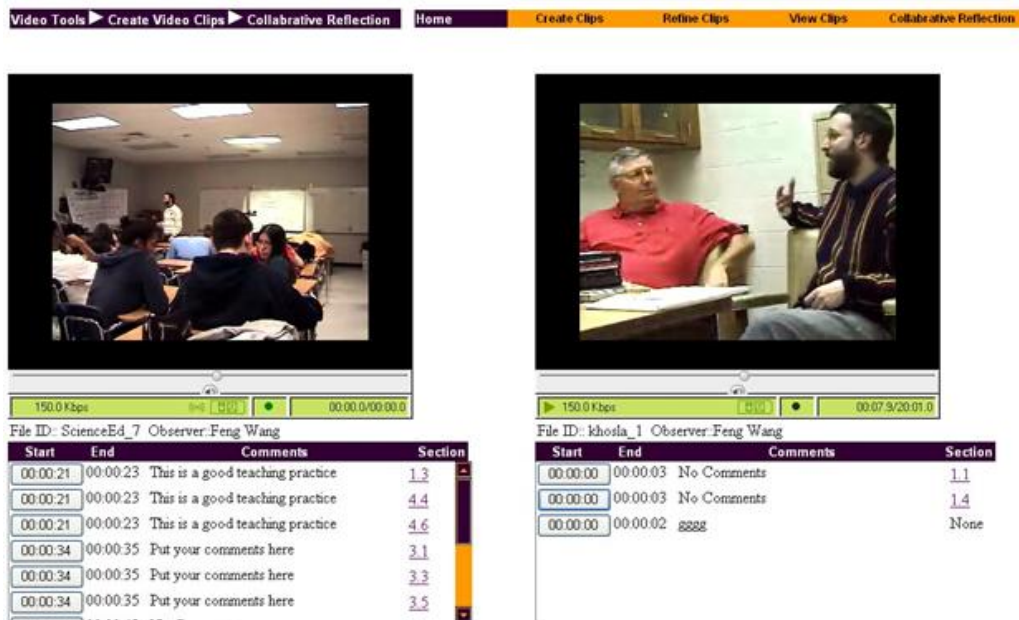 Video Tools Create Video Clips Collabrative Reflection Home Create Clips Refine Clips View Clips Collabrative Reflection
150.0 Kbps 00:00.0/00:00.0
File ID:: ScienceEd_7 Observer::Feng Wang
Start End Comments Section
00:00:21 00:00:23 This is a good teaching practice 1.3
00:00:21 00:00:23 This is a good teaching practice 4.4
00:00:21 00:00:23 This is a good teaching practice 4.6
00:00:34 00:00:35 Put your comments here 3.1
00:00:34 00:00:35 Put your comments here 3.3
00:00:34 00:00:35 Put your comments here 3.5
150.0 Kbps 00:07.9/20:01.0
File ID:: khosla_1 Observer::Feng Wang
Start End Comments Section
00:00:00 00:00:03 No Comments 1.1
00:00:00 00:00:03 No Comments 1.4
00:00:00 00:00:02 gggg None